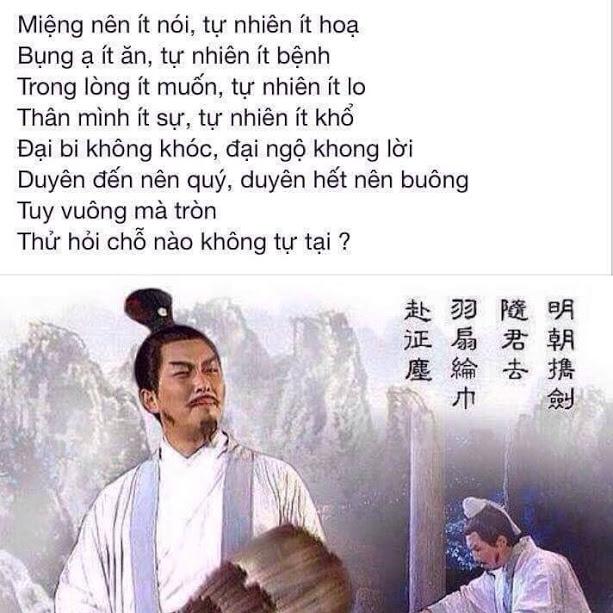 Miệng nên ít nói, tự nhiên ít hoạ
Bụng ạ ít ăn, tự nhiên ít bệnh
Trong lòng ít muốn, tự nhiên ít lo
Thân mình ít sự, tự nhiên ít khổ
Đại bi không khóc, đại ngộ khong lời
Duyên đến nên quý, duyên hết nên buông
Tuy vuông mà tròn
Thử hỏi chỗ nào không tự tại ?
明朝擕劍
隨君去
羽扇綸巾
赴征塵